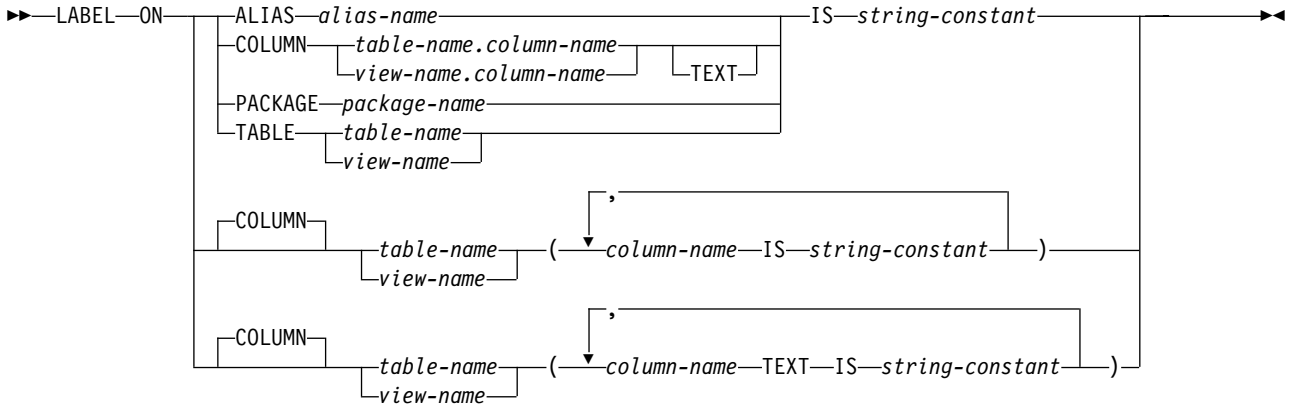 LABEL ON ALIAS alias-name IS string-constant
COLUMN table-name.column-name
view-name.column-name TEXT
PACKAGE package-name
TABLE table-name
view-name
,
COLUMN
table-name ( column-name IS string-constant )
view-name
,
COLUMN
table-name ( column-name TEXT IS string-constant )
view-name